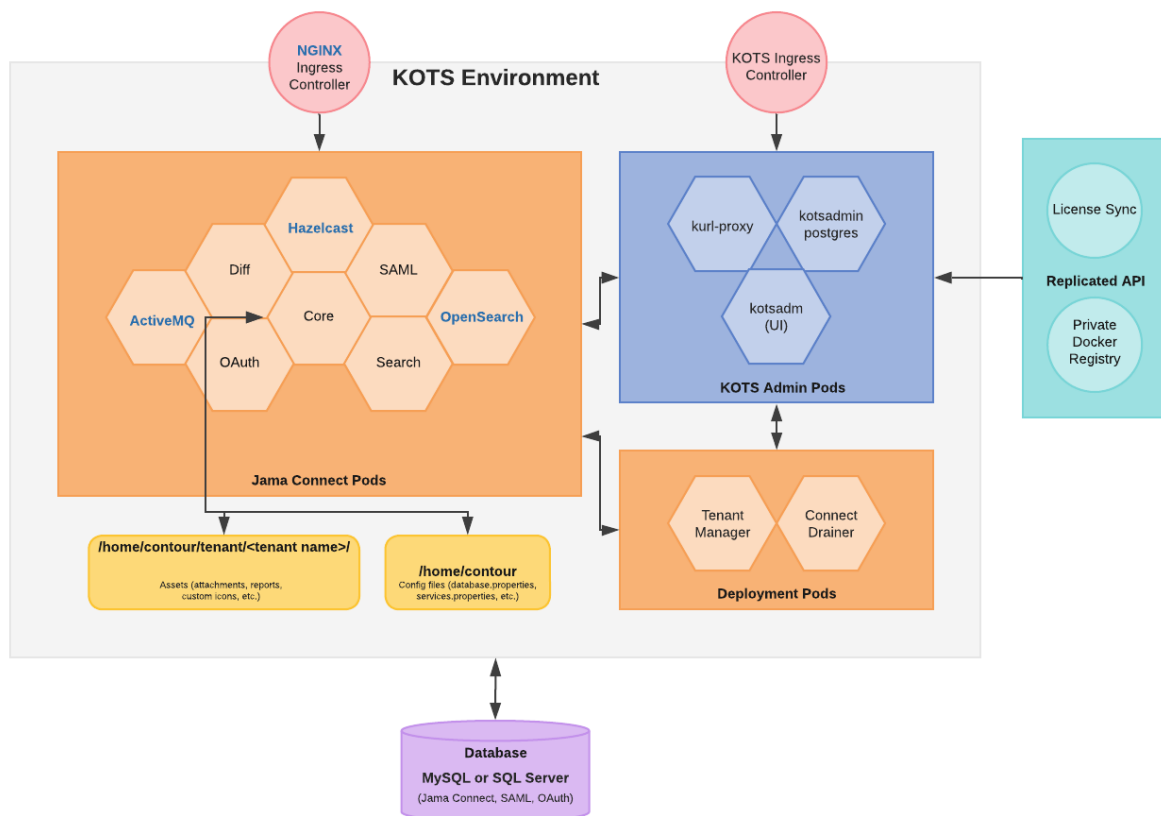 NGINX
Ingress
Controller
KOTS Ingress
Controller
KOTS Environment
Hazelcast
Diff
SAML
ActiveMQ
Core
OpenSearch
OAuth
Search
Jama Connect Pods
kurl-proxy
kotsadmin
postgres
kotsadm
(UI)
KOTS Admin Pods
License Sync
Replicated API
Private
Docker
Registry
Tenant
Manager
Connect
Drainer
Deployment Pods
/home/contour/tenant/<tenant name>/
Assets (attachments, reports,
custom icons, etc.)
/home/contour
Config files (database.properties,
services.properties, etc.)
Database
MySQL or SQL Server
(Jama Connect, SAML, OAuth)